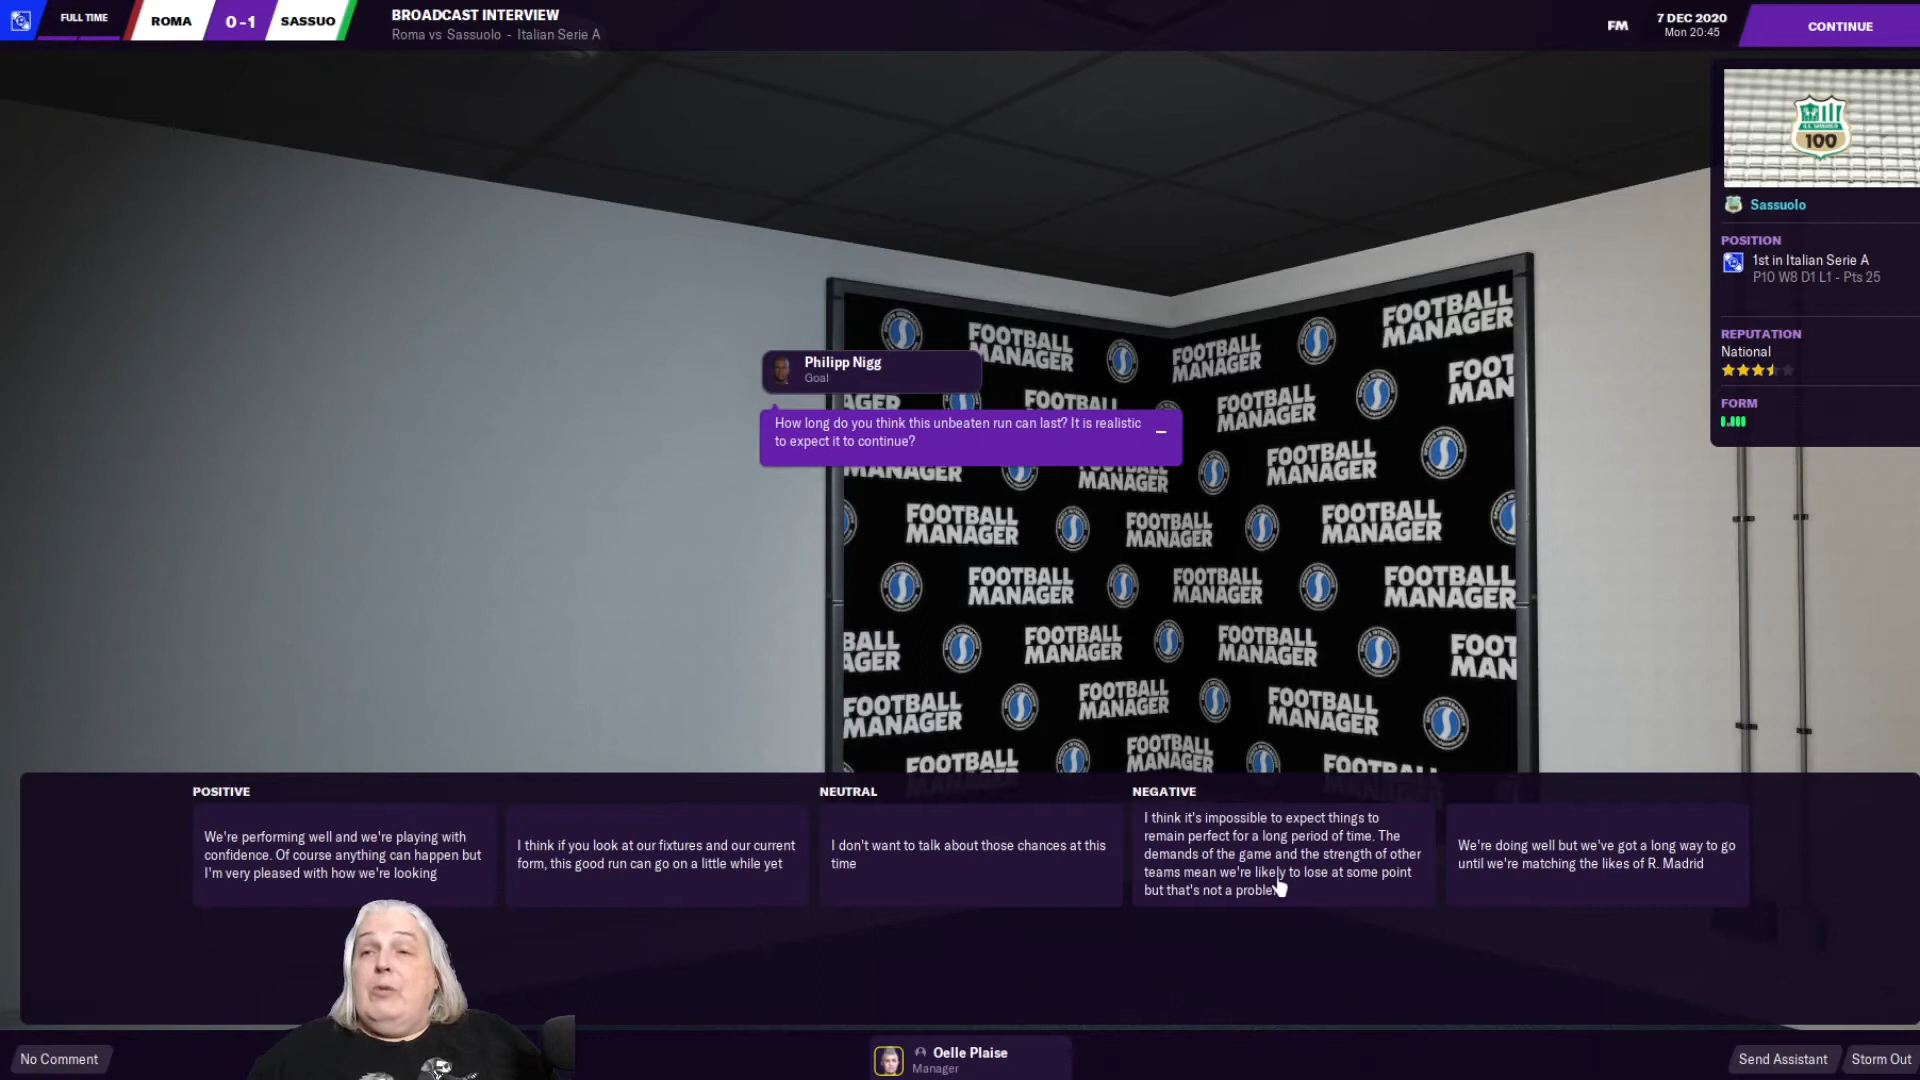 FULL TIME
ROMA
0 - 1
SASSUO
BROADCAST INTERVIEW
Roma vs Sassuolo - Italian Serie A
FM
7 DEC 2020
Mon 20:45
CONTINUE
100
Sassuolo
POSITION
1st in Italian Serie A
P10 W8 D1 L1 - Pts 25
REPUTATION
National
FORM
Philipp Nigg
Goal
How long do you think this unbeaten run can last? It is realistic
to expect it to continue?
FOOTBALL MANAGER
POSITIVE
We're performing well and we're playing with
confidence. Of course anything can happen but
I'm very pleased with how we're looking
I think if you look at our fixtures and our current
form, this good run can go on a little while yet
NEUTRAL
I don't want to talk about those chances at this
time
NEGATIVE
I think it's impossible to expect things to
remain perfect for a long period of time. The
demands of the game and the strength of other
teams mean we're likely to lose at some point
but that's not a proble
We're doing well but we've got a long way to go
until we're matching the likes of R. Madrid
No Comment
Oelle Plaise
Manager
Send Assistant
Storm Out